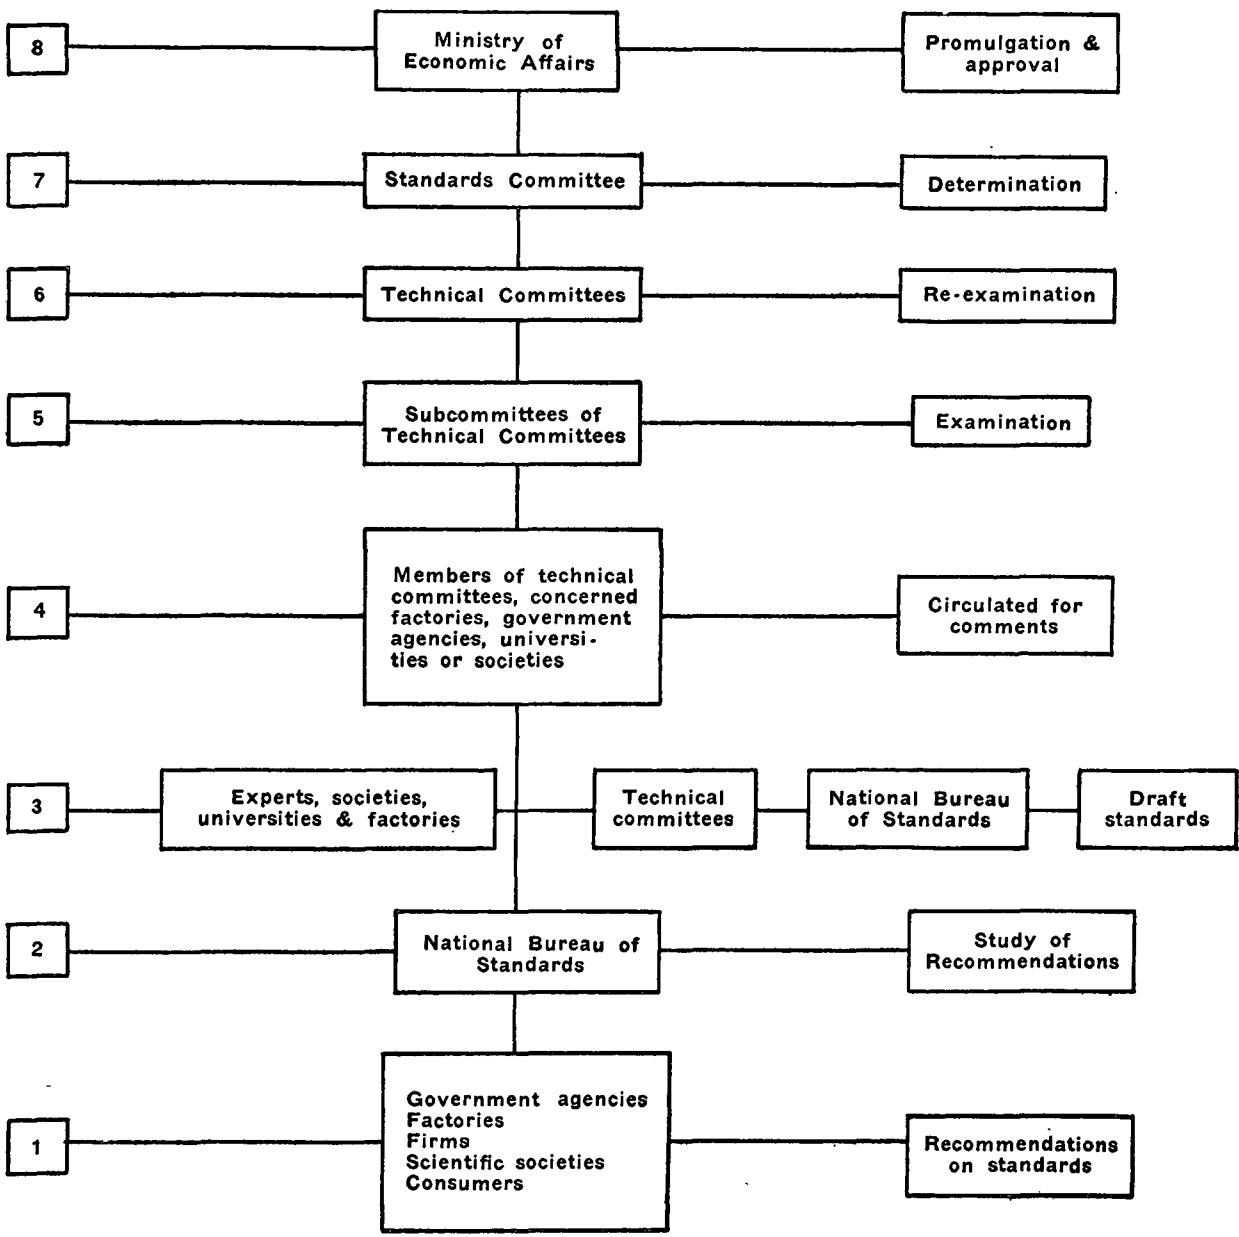 8
Ministry of
Economic Affairs
Promulgation &
approval
7
Standards Committee
Determination
6
Technical Committees
Re-examination
5
Subcommittees of
Technical Committees
Examination
4
Members of technical
committees, concerned
factories, government
agencies, universi-
ties or societies
Circulated for
comments
3
Experts, societies,
universities & factories
Technical
committees
National Bureau
of Standards
Draft
standards
2
National Bureau of
Standards
Study of
Recommendations
1
Government agencies
Factories
Firms
Scientific societies
Consumers
Recommendations
on standards